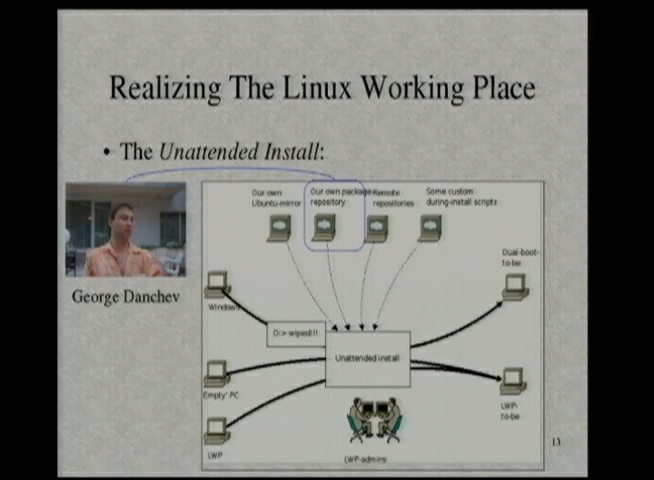 Realizing The Linux Working Place
• The Unattended Install:
Our own
Ubuntu-mirror
Our own package
repository
Remote
repositories
Some custom
during-install scripts
Dual-boot-
to-be
George Danchev
Windows
D:> wiped!!!
Unattended install
Empty' PC
LWP-
to-be
LWP
LWP-admins
13